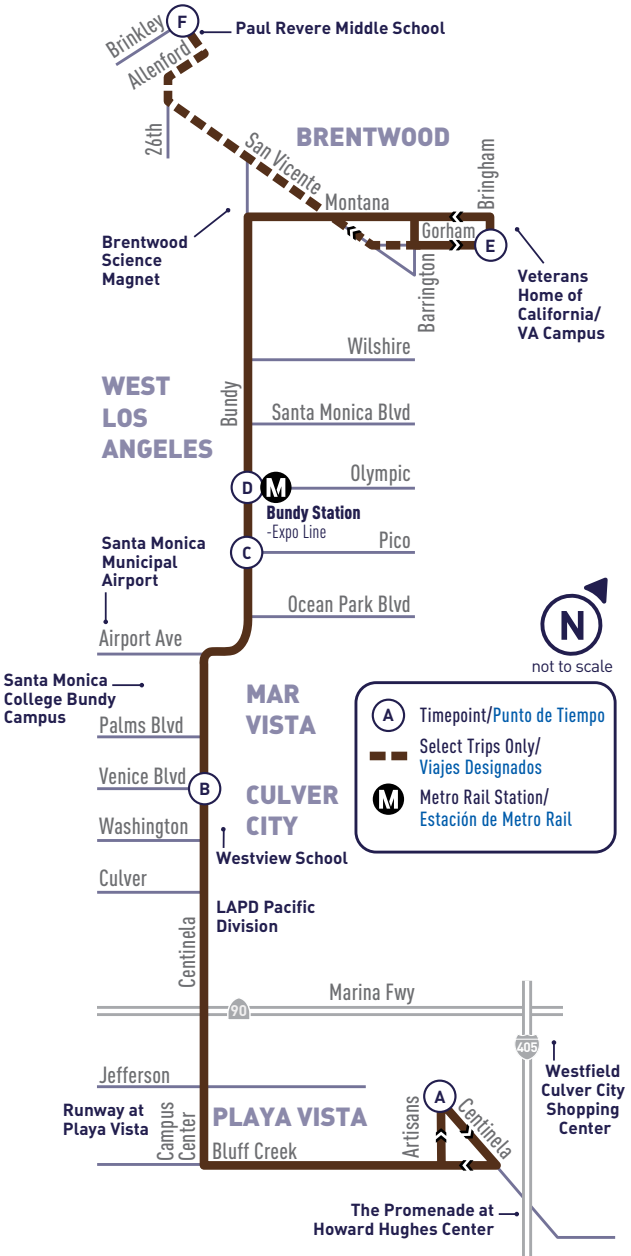 F
Paul Revere Middle School
Brinkley
Allenford
26th
San Vicente
BRENTWOOD
Montana
Bringham
Gorham
E
Brentwood
Science
Magnet
Barrington
Veterans
Home of
California/
VA Campus
Wilshire
WEST
LOS
ANGELES
Bundy
Santa Monica Blvd
D
M
Olympic
Bundy Station
-Expo Line
C
Pico
Santa Monica
Municipal
Airport
Ocean Park Blvd
Airport Ave
N
not to scale
Santa Monica
College Bundy
Campus
MAR
VISTA
Palms Blvd
A
Timepoint/Punto de Tiempo
Select Trips Only/
Viajes Designados
M
Metro Rail Station/
Estación de Metro Rail
Venice Blvd
B
CULVER
CITY
Washington
Westview School
Culver
LAPD Pacific
Division
Centinela
Marina Fwy
90
405
Westfield
Culver City
Shopping
Center
Jefferson
Runway at
Playa Vista
Campus
Center
PLAYA VISTA
Bluff Creek
Artisans
A
Centinela
The Promenade at
Howard Hughes Center